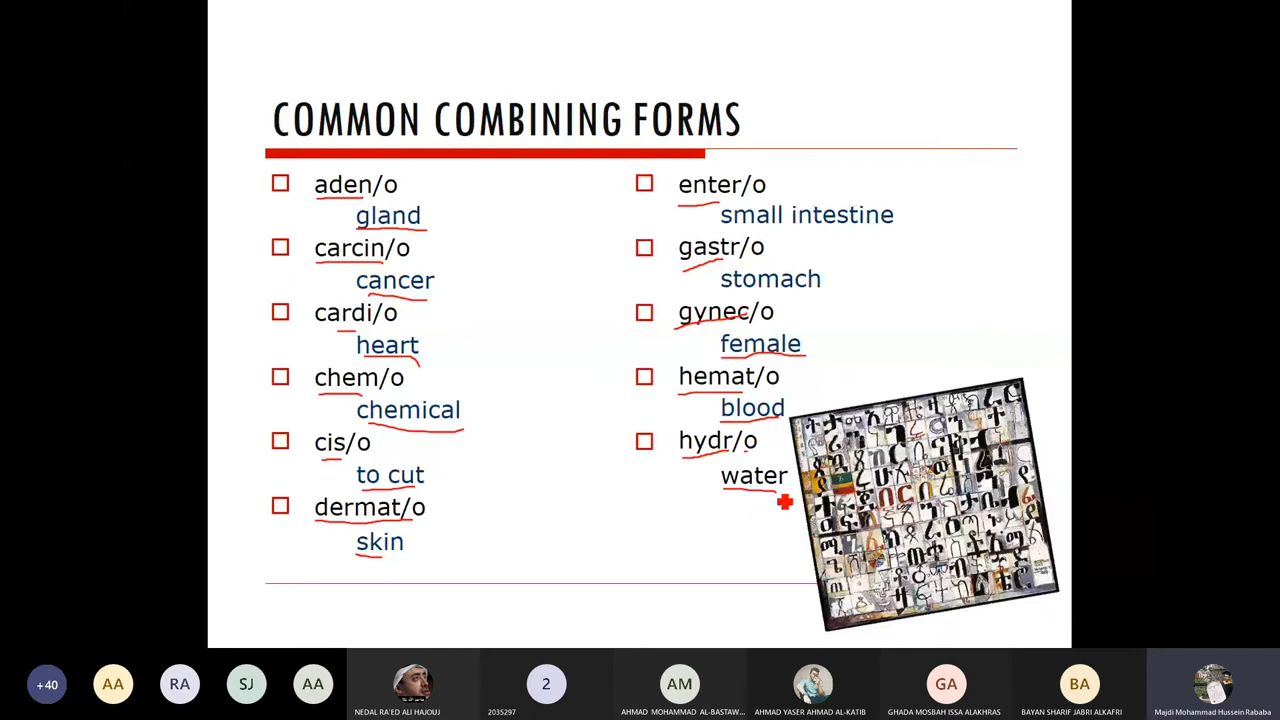 COMMON COMBINING FORMS
aden/o
gland
carcin/o
cancer
cardi/o
heart
chem/o
chemical
cis/o
to cut
dermat/o
skin
enter/o
small intestine
gastr/o
stomach
gynec/o
female
hemat/o
blood
hydr/o
water
+40
AA
RA
SJ
AA
2
AM
GA
BA
NEDAL RA'ED ALI HAJOUJ
2035297
AHMAD MOHAMMAD AL-BASTAW...
AHMAD YASER AHMAD AL-KATIB
GHADA MOSBAH ISSA ALAKHRAS
BAYAN SHARIF JABRI ALKAFRI
Majdi Mohammad Hussein Rababa